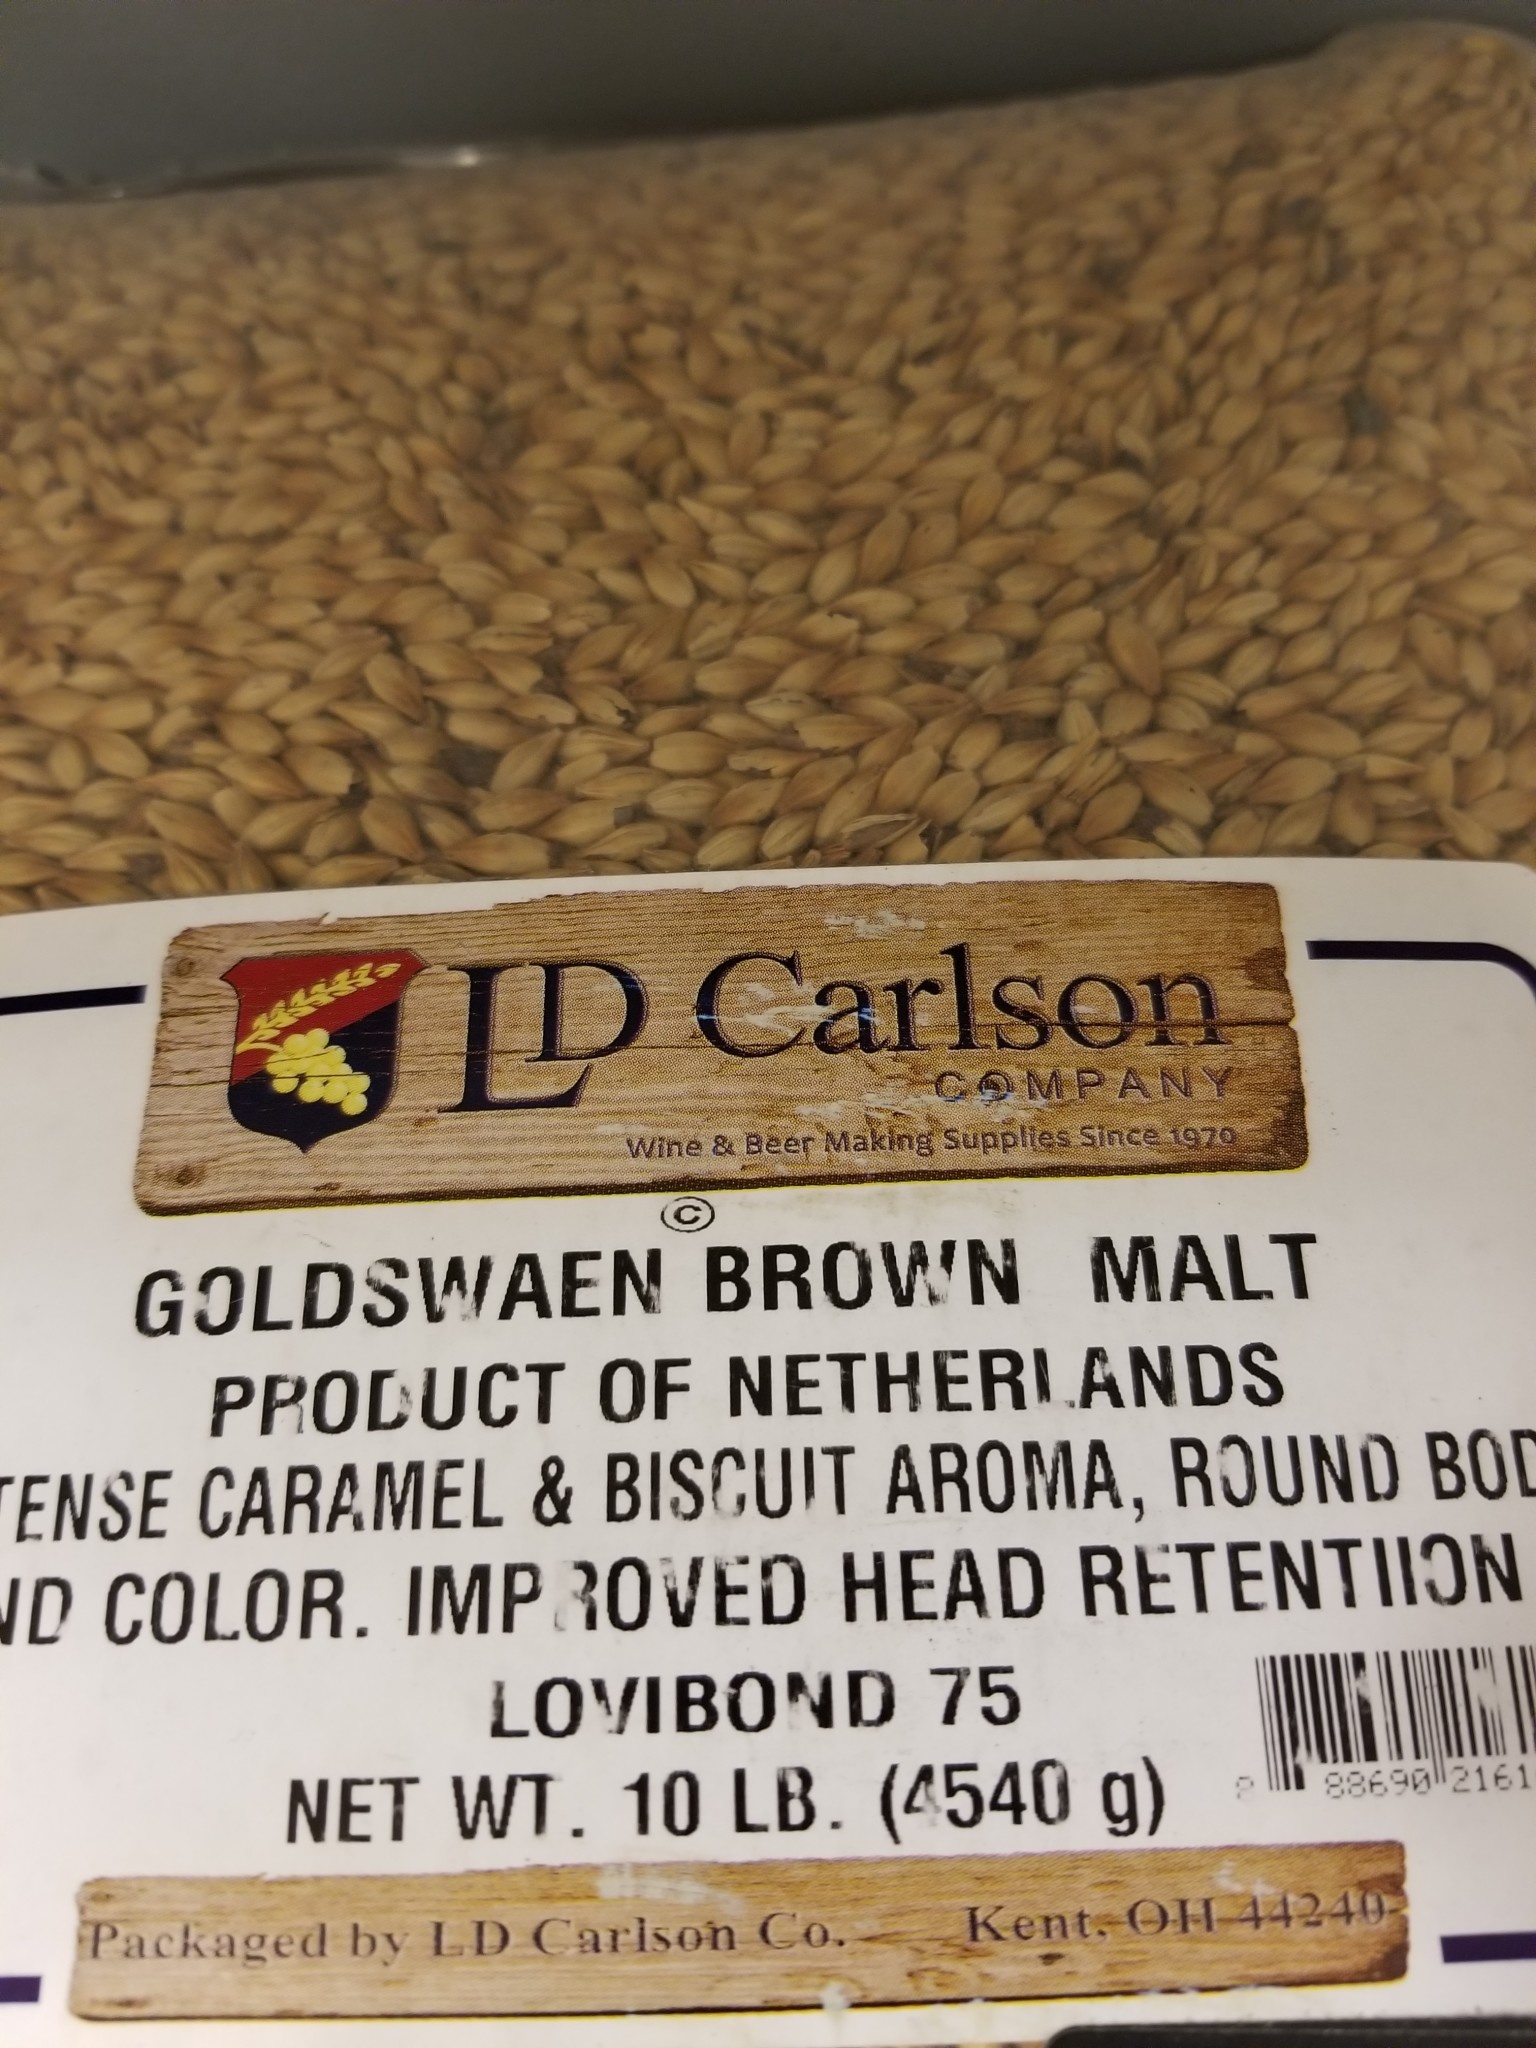 LD Carlson
COMPANY
Wine & Beer Making Supplies Since 1970
©
GOLDSWAEN BROWN MALT
PRODUCT OF NETHERLANDS
TENSE CARAMEL & BISCUIT AROMA, ROUND BOD
ND COLOR. IMPROVED HEAD RETENTIION
LOVIBOND 75
NET WT. 10 LB. (4540 g)
88690 2161
Packaged by LD Carlson Co. Kent, OH 44240